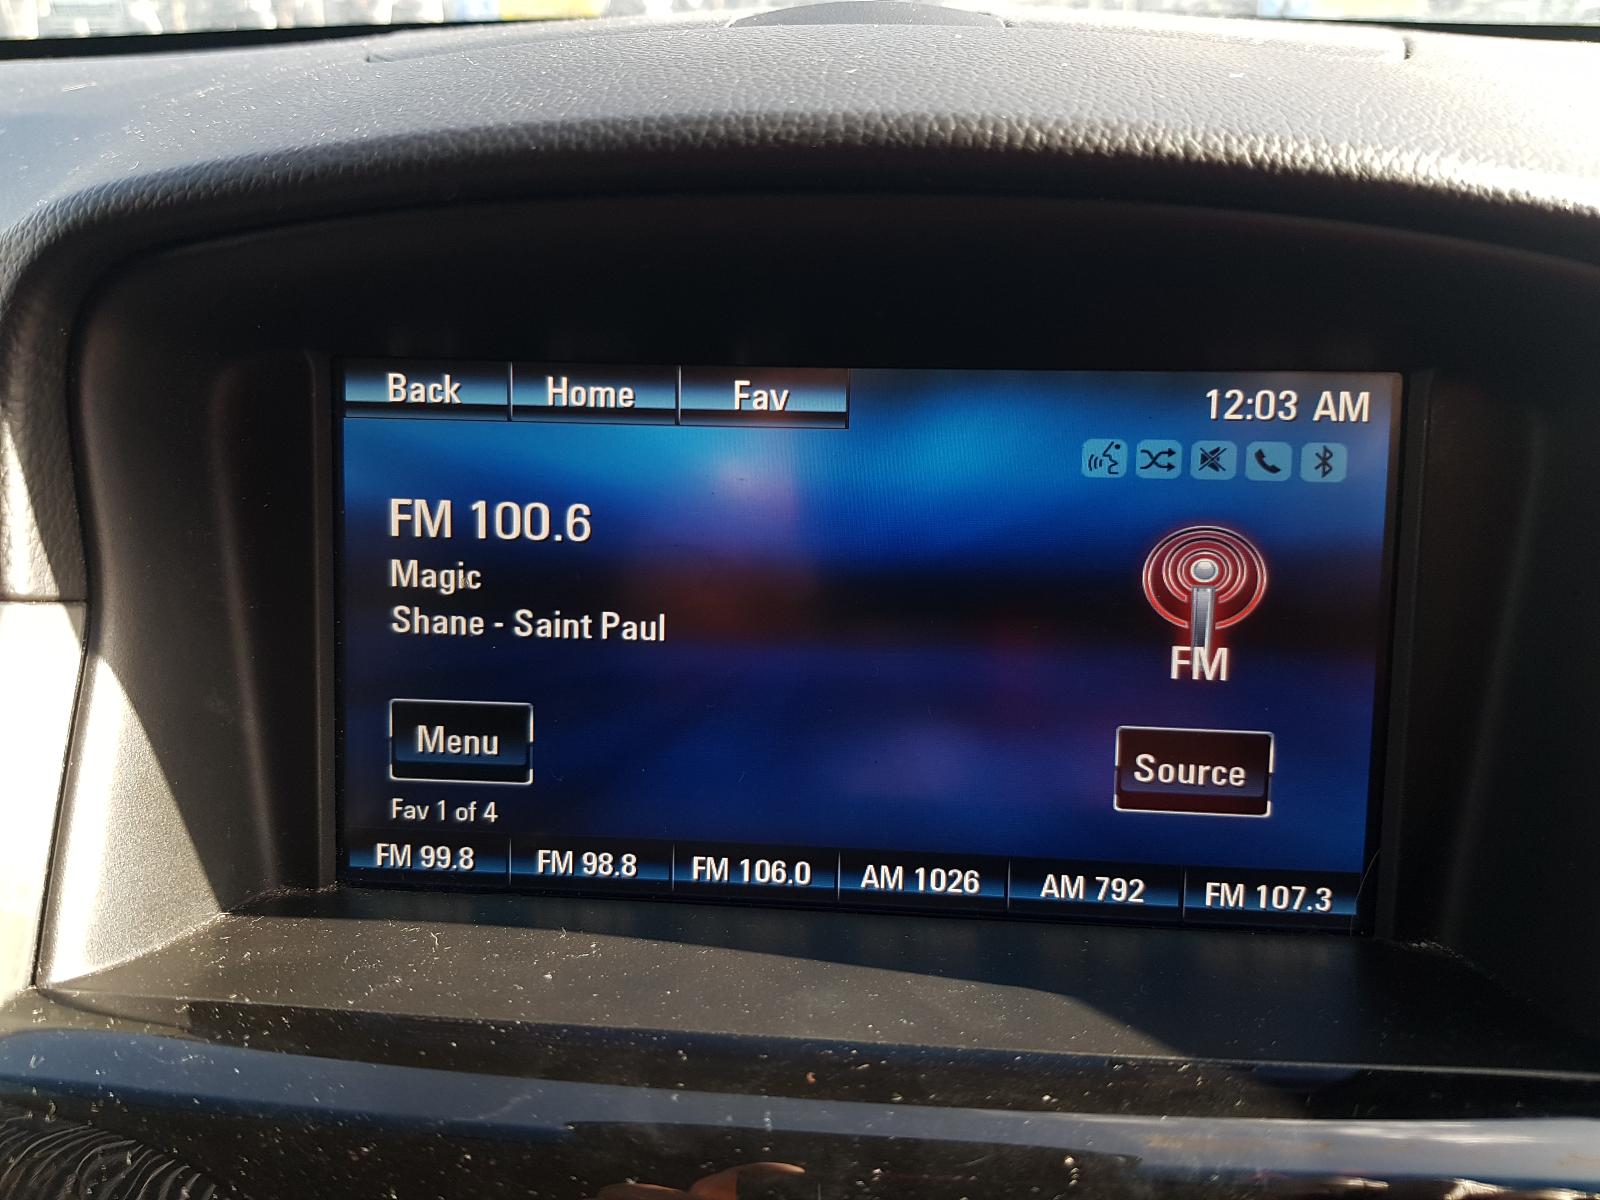 Back Home Fav 12:03 AM
FM 100.6
Magic
Shane - Saint Paul
FM
Menu
Source
Fav 1 of 4
FM 99.8 FM 98.8 FM 106.0 AM 1026 AM 792 FM 107.3